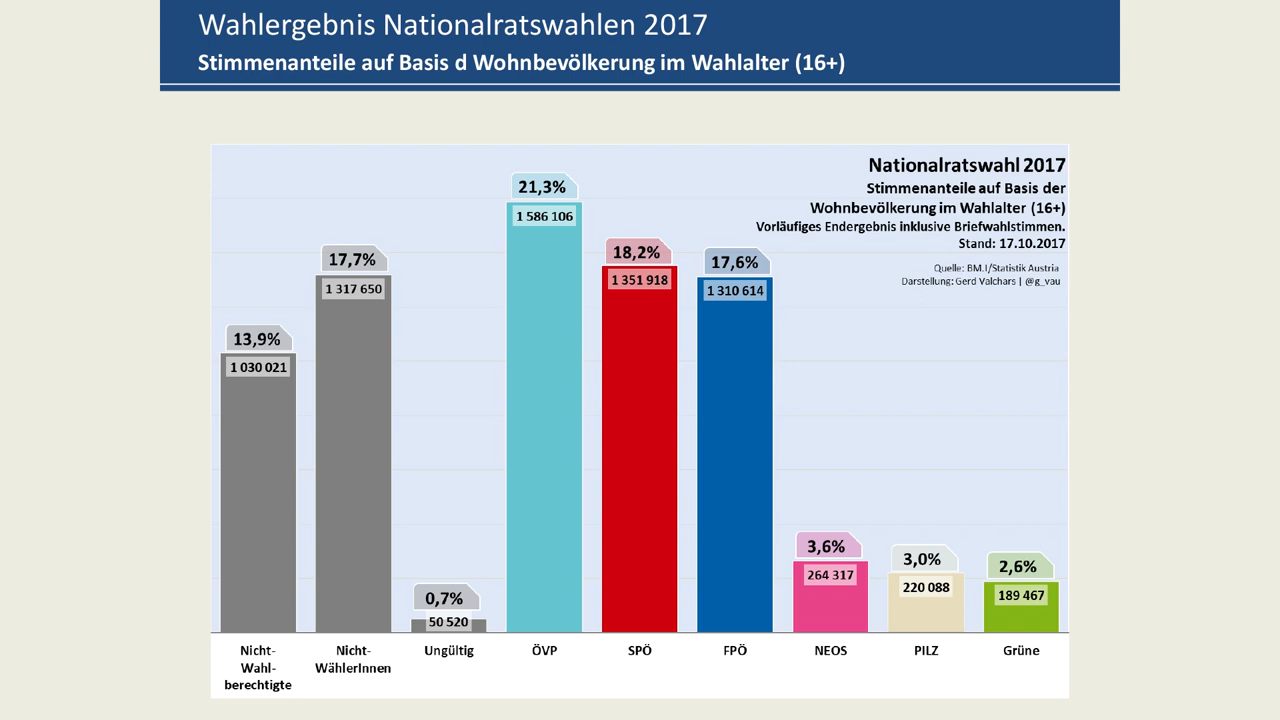 Wahlergebnis Nationalratswahlen 2017
Stimmenanteile auf Basis d Wohnbevölkerung im Wahlalter (16+)
Nationalratswahl 2017
Stimmenanteile auf Basis der
Wohnbevölkerung im Wahlalter (16+)
Vorläufiges Endergebnis inklusive Briefwahlstimmen.
Stand: 17.10.2017
Quelle: BM.I/Statistik Austria
Darstellung: Gerd Valchars | @g_vau
13,9%
1 030 021
17,7%
1 317 650
0,7%
50 520
21,3%
1 586 106
18,2%
1 351 918
17,6%
1 310 614
3,6%
264 317
3,0%
220 088
2,6%
189 467
Nicht-
Wahl-
berechtigte
Nicht-
WählerInnen
Ungültig
ÖVP
SPÖ
FPÖ
NEOS
PILZ
Grüne